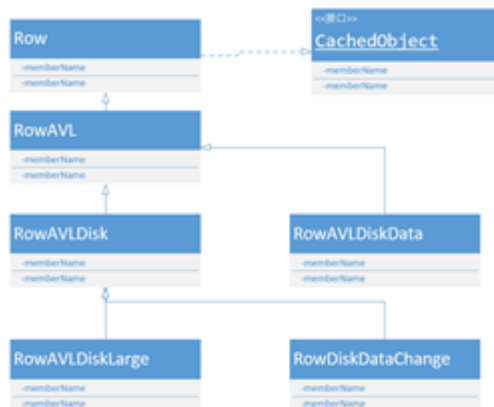 Row
-memberName
-memberName
<<接口>>
CachedObject
-memberName
-memberName
RowAVL
-memberName
-memberName
RowAVLDisk
-memberName
-memberName
RowAVLDiskData
-memberName
-memberName
RowAVLDiskLarge
-memberName
-memberName
RowDiskDataChange
-memberName
-memberName